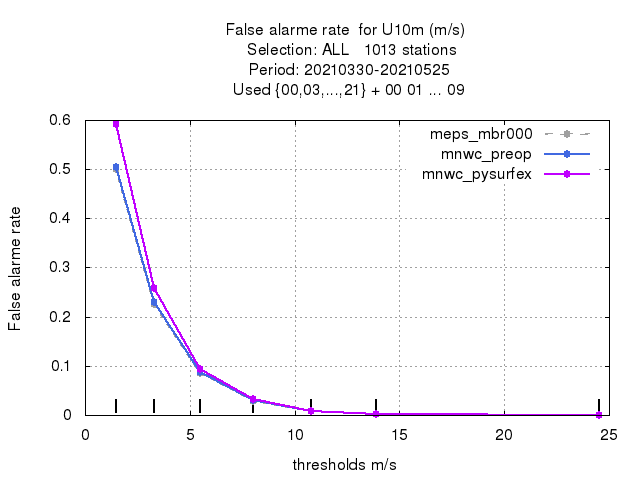 False alarme rate  for U10m (m/s)
Selection: ALL   1013 stations
Period: 20210330-20210525
Used {00,03,...,21} + 00 01 ... 09
meps_mbr000
mnwc_preop
mnwc_pysurfex
False alarme rate
0.6
0.5
0.4
0.3
0.2
0.1
0
0 5 10 15 20 25
thresholds m/s